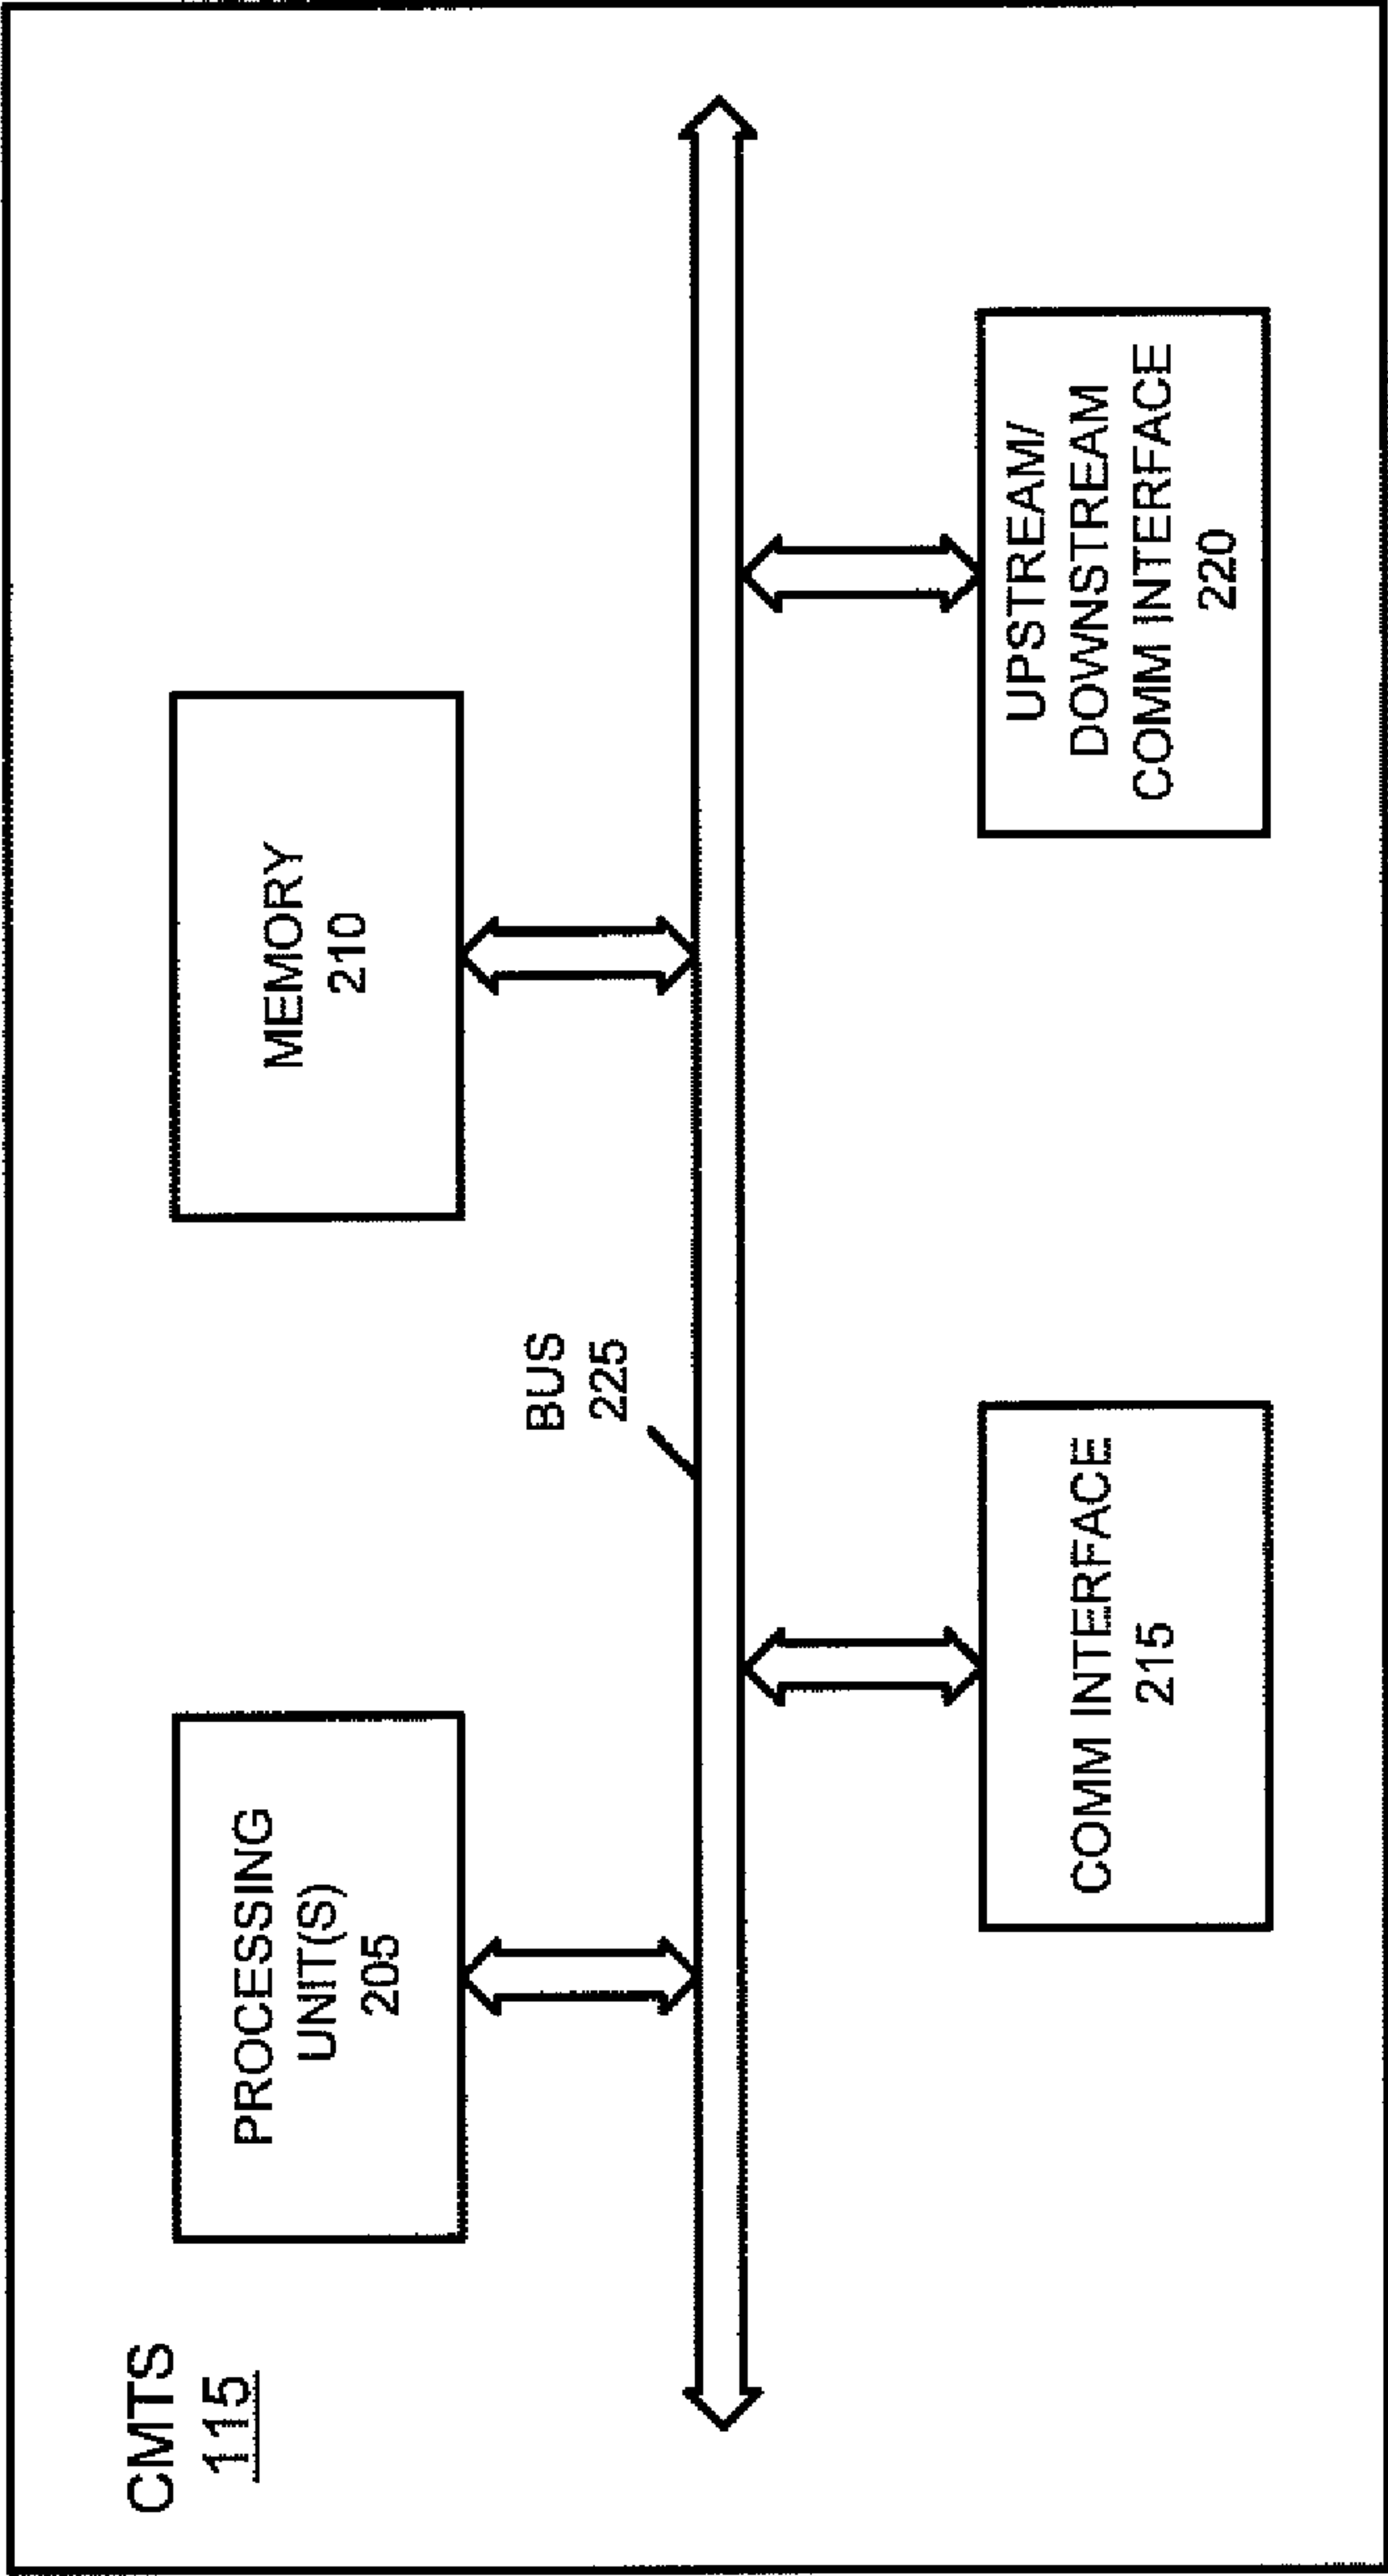 CMTS
115
PROCESSING
UNIT(S)
205
MEMORY
210
BUS
225
COMM INTERFACE
215
UPSTREAM/
DOWNSTREAM
COMM INTERFACE
220